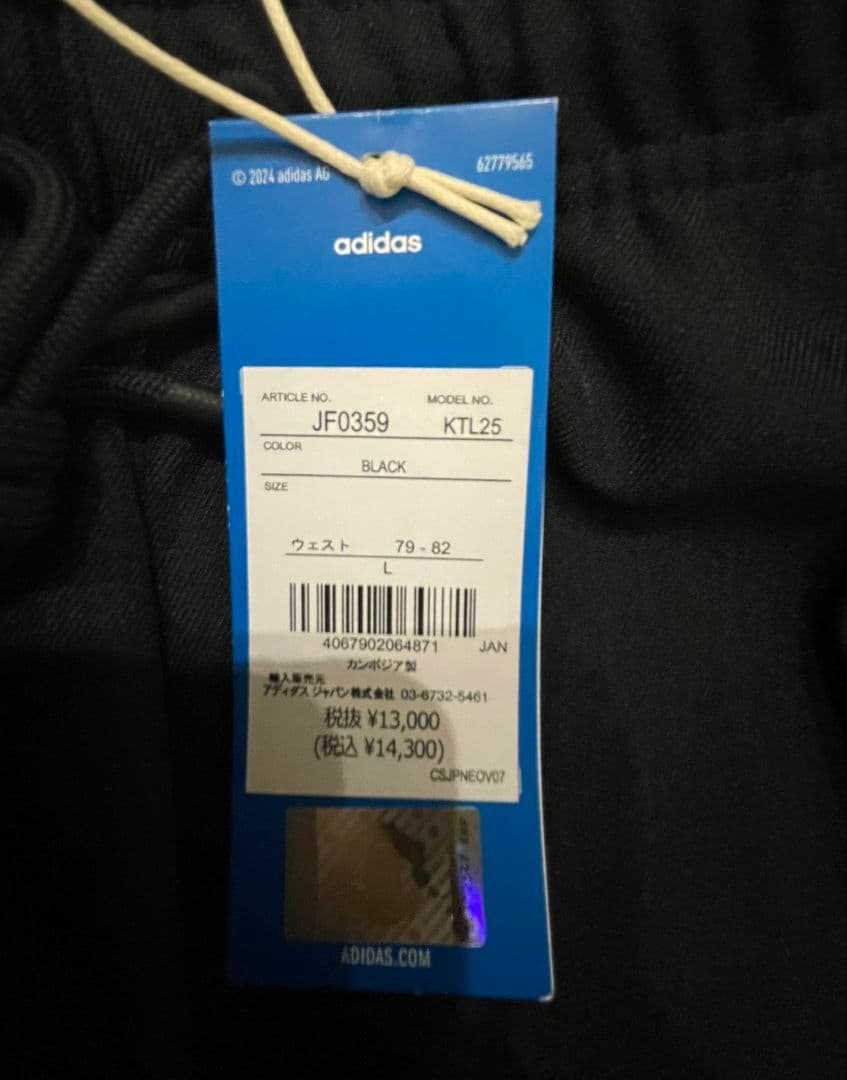 © 2024 adidas AG
62779565
adidas
ARTICLE NO. MODEL NO.
JF0359 KTL25
COLOR
BLACK
SIZE
ウェスト 79 - 82
L
4067902064871 JAN
カンボジア製
輸入販売元
アディダス ジャパン株式会社 03-6732-5461
税抜 ¥13,000
(税込 ¥14,300)
CSJPNEOV07
ADIDAS.COM